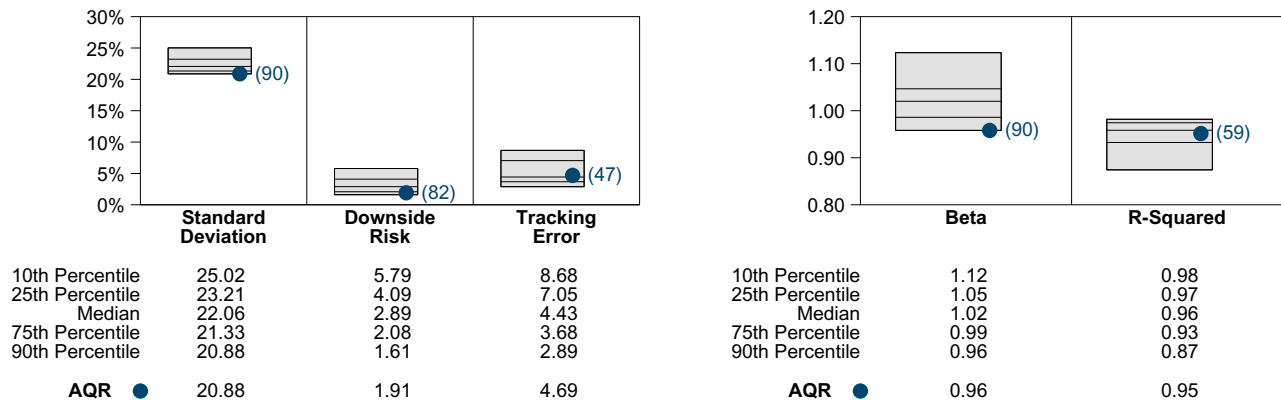 30%
25%
20%
15%
10%
5%
0%
(90)
(82)
(47)
Standard Deviation
Downside Risk
Tracking Error
10th Percentile 25.02 5.79 8.68
25th Percentile 23.21 4.09 7.05
Median 22.06 2.89 4.43
75th Percentile 21.33 2.08 3.68
90th Percentile 20.88 1.61 2.89
AQR 20.88 1.91 4.69
1.20
1.10
1.00
0.90
0.80
(90)
(59)
Beta R-Squared
10th Percentile 1.12 0.98
25th Percentile 1.05 0.97
Median 1.02 0.96
75th Percentile 0.99 0.93
90th Percentile 0.96 0.87
AQR 0.96 0.95